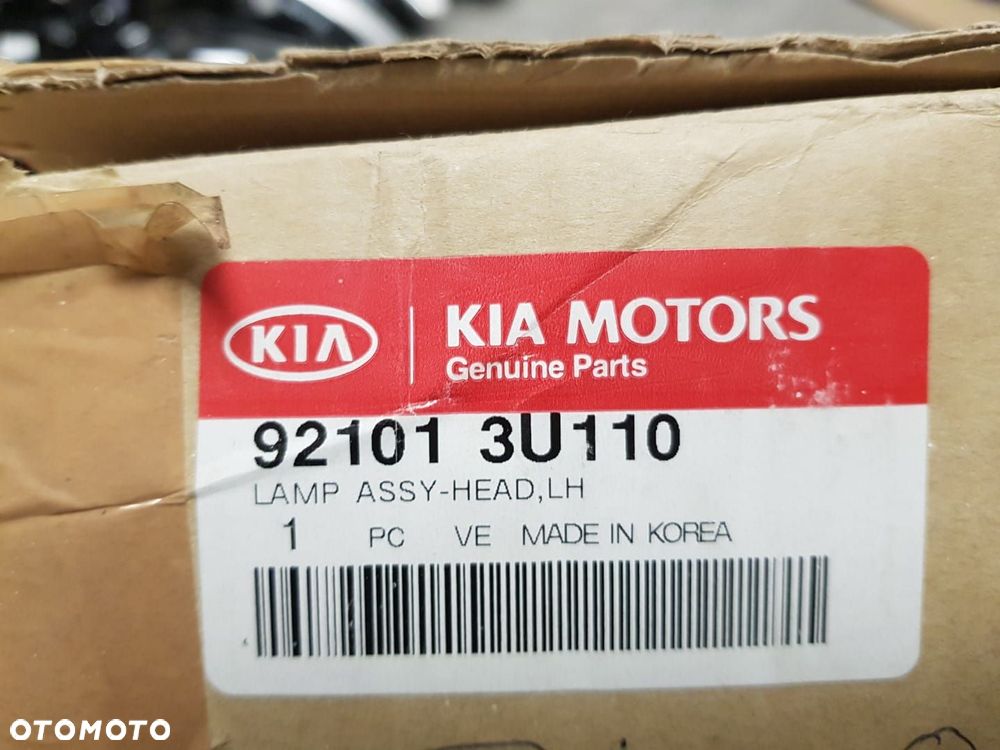 KIA
KIA MOTORS
Genuine Parts
92101 3U110
LAMP ASSY-HEAD,LH
1 PC VE MADE IN KOREA
OTOMOTO